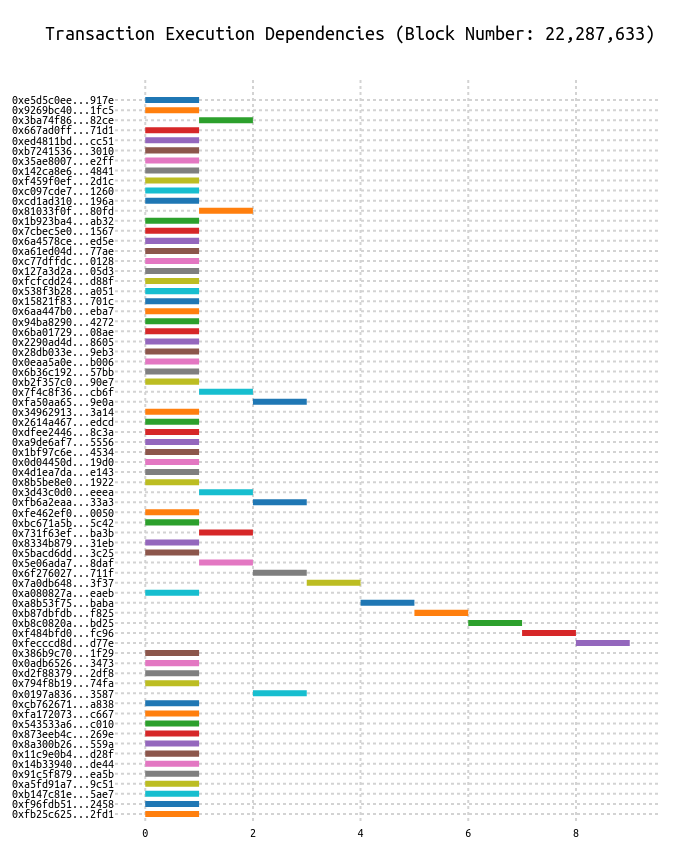 Transaction Execution Dependencies (Block Number: 22,287,633)
0xe5d5c0ee...917e
0x9269bc40...1fc5
0x3ba74f86...82ce
0x667ad0ff...71d1
0xed4811bd...cc51
0xb7241536...3010
0x35ae8007...e2ff
0x142ca8e6...4841
0xf459f0ef...2d1c
0xc097cde7...1260
0xcd1ad310...196a
0x81033f0f...80fd
0x1b923ba4...ab32
0x7cbec5e0...1567
0x6a4578ce...ed5e
0xa61ed04d...77ae
0xc77dffdc...0128
0x127a3d2a...05d3
0xfcfcdd24...d88f
0x538f3b28...a051
0x15821f83...701c
0x6aa447b0...eba7
0x94ba8290...4272
0x6ba01729...08ae
0x2290ad4d...8605
0x28db033e...9eb3
0x0eaa5a0e...b006
0x6b36c192...57bb
0xb2f357c0...90e7
0x7f4c8f36...cb6f
0xfa50aa65...9e0a
0x34962913...3a14
0x2614a467...edcd
0xdfee2446...8c3a
0xa9de6af7...5556
0x1bf97c6e...4534
0x0d04450d...19d0
0x4d1ea7da...e143
0x8b5be8e0...1922
0x3d43c0d0...eeea
0xfb6a2eaa...33a3
0xfe462ef0...0050
0xbc671a5b...5c42
0x731f63ef...ba3b
0x8334b879...31eb
0x5bacd6dd...3c25
0x5e06ada7...8daf
0x6f276027...711f
0x7a0db648...3f37
0xa080827a...eaeb
0xa8b53f75...baba
0xb87dbfdb...f825
0xb8c0820a...bd25
0xf484bfd0...fc96
0xfecccd8d...d77e
0x386b9c70...1f29
0x0adb6526...3473
0xd2f88379...2df8
0x794f8b19...74fa
0x0197a836...3587
0xcb762671...a838
0xfa172073...c667
0x543533a6...c010
0x873eeb4c...269e
0x8a300b26...559a
0x11c9e0b4...d28f
0x14b33940...de44
0x91c5f879...ea5b
0xa5fd91a7...9c51
0xb147c81e...5ae7
0xf96fdb51...2458
0xfb25c625...2fd1
0 2 4 6 8